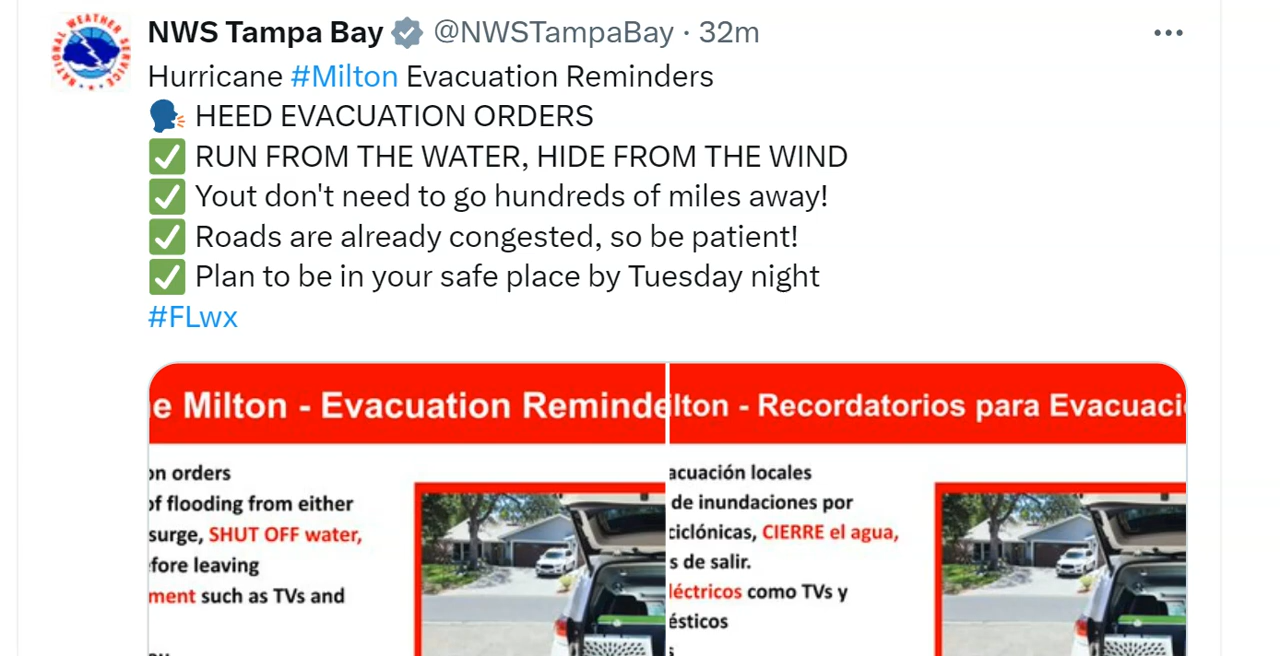 NATIONAL WEATHER SERVICE
NWS Tampa Bay @NWSTampaBay · 32m
Hurricane #Milton Evacuation Reminders
🗣 HEED EVACUATION ORDERS
✅ RUN FROM THE WATER, HIDE FROM THE WIND
✅ Yout don't need to go hundreds of miles away!
✅ Roads are already congested, so be patient!
✅ Plan to be in your safe place by Tuesday night
#FLwx
e Milton - Evacuation Reminde
on orders
of flooding from either
surge, SHUT OFF water,
fore leaving
ment such as TVs and
lton - Recordatorios para Evacuaci
acuación locales
de inundaciones por
ciclónicas, CIERRE el agua,
s de salir.
léctricos como TVs y
ésticos